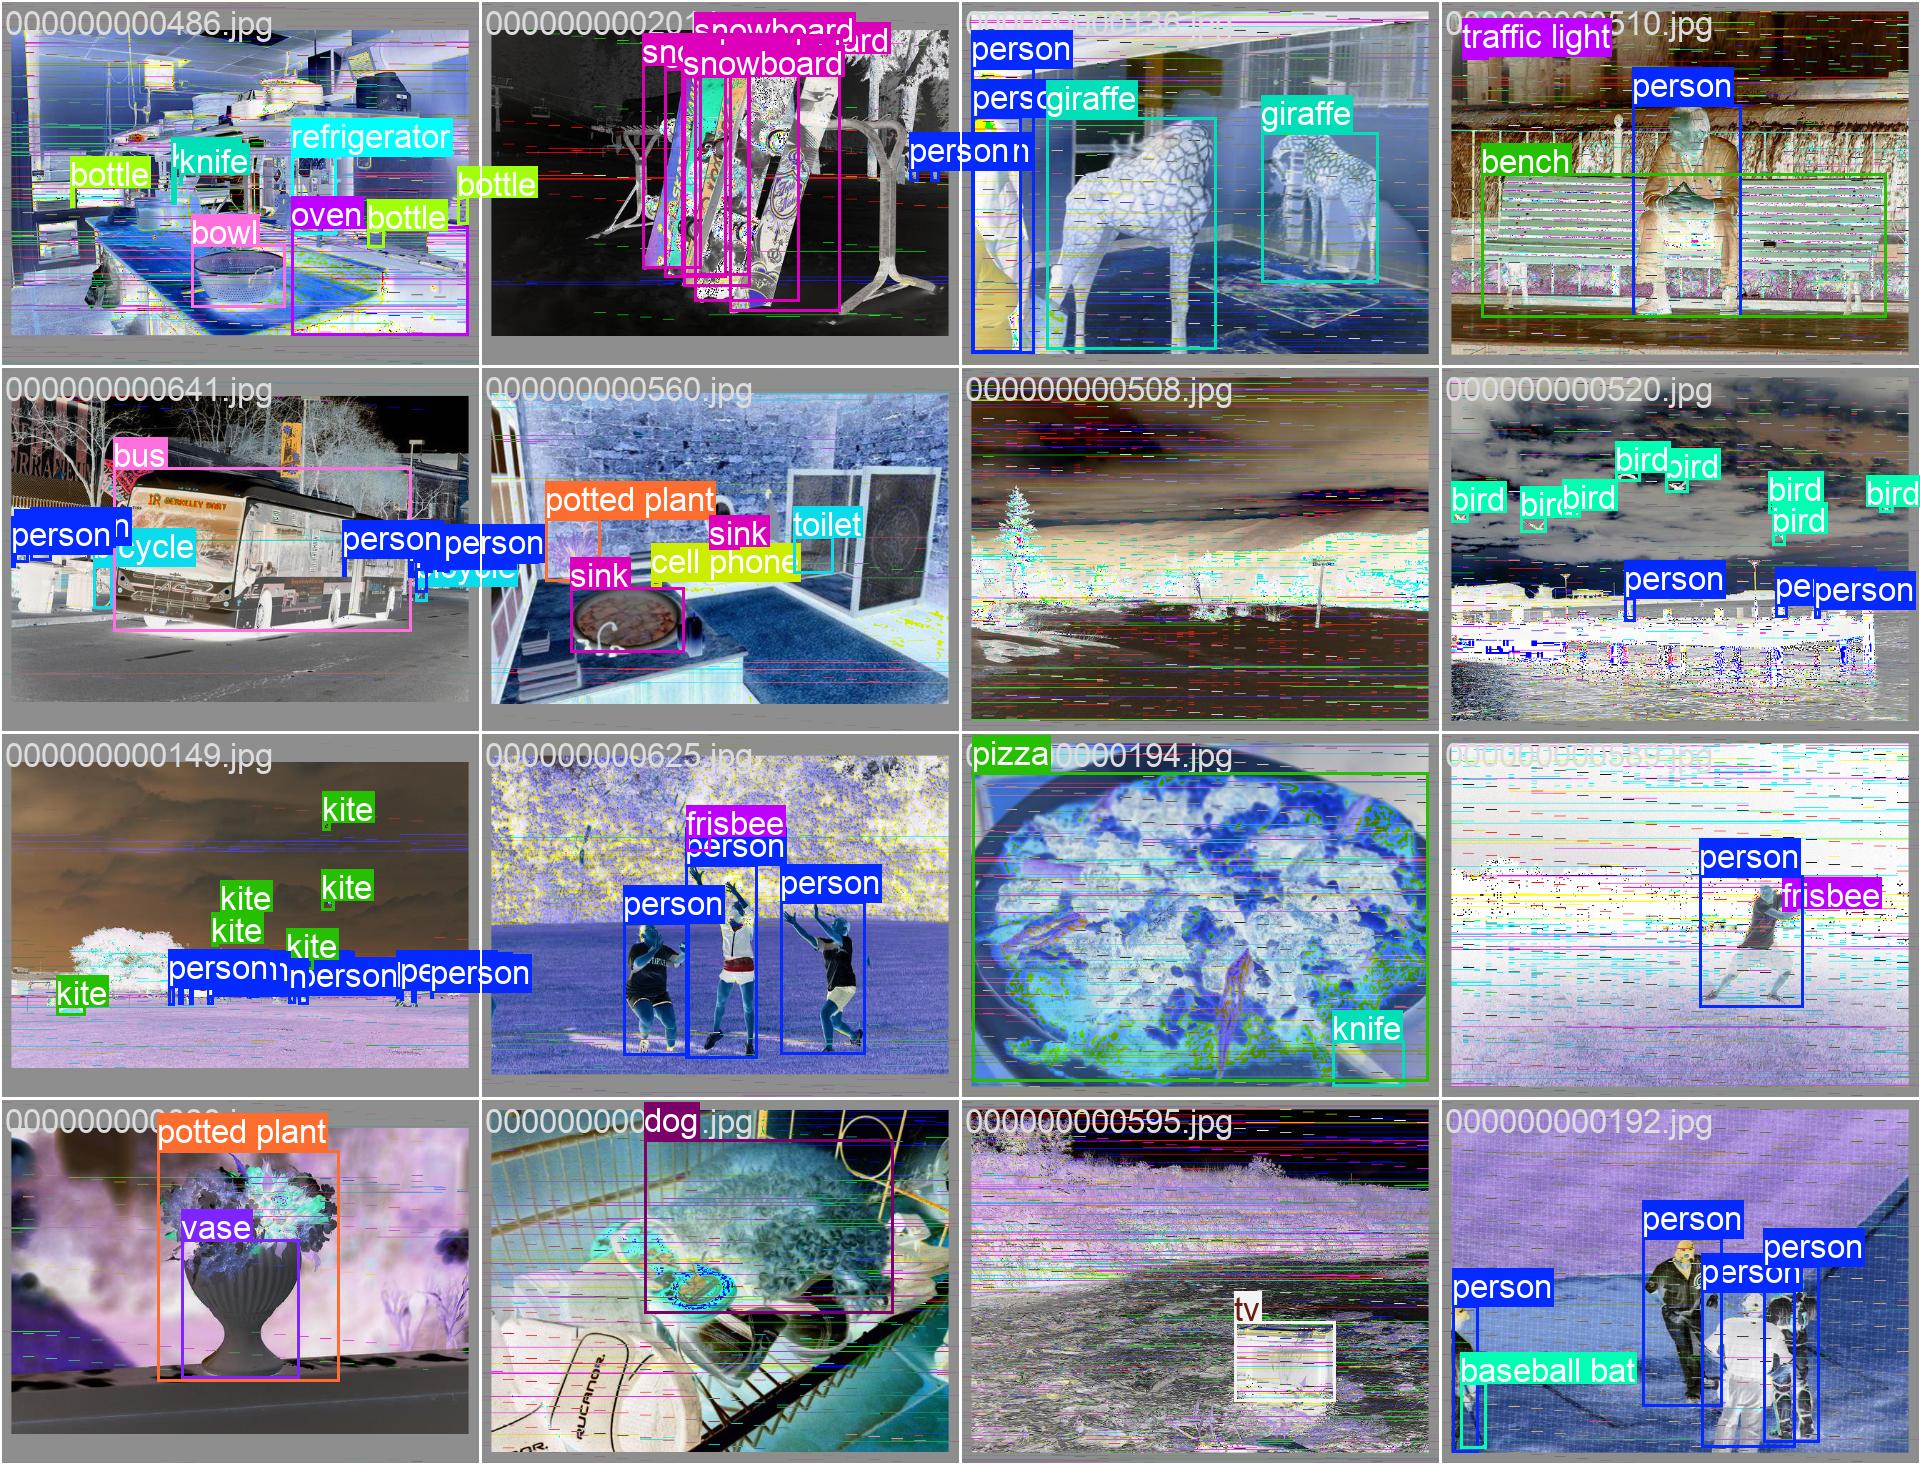 000000000486.jpg
refrigerator
knife
bottle
bottle
oven
bottle
bowl
snowboard
snowboard
person
person
person
giraffe
giraffe
traffic light
person
bench
000000000641.jpg
bus
person
person
person
000000000560.jpg
potted plant
sink
toilet
cell phone
sink
000000000508.jpg
000000000520.jpg
bird
bird
bird
bird
bird
bird
bird
bird
person
person
000000000149.jpg
kite
kite
kite
kite
kite
kite
person
person
person
000000000625.jpg
frisbee
person
person
person
pizza
knife
person
frisbee
potted plant
vase
dog
.jpg
RUCANOR.
000000000595.jpg
tv
000000000192.jpg
person
person
person
person
baseball bat